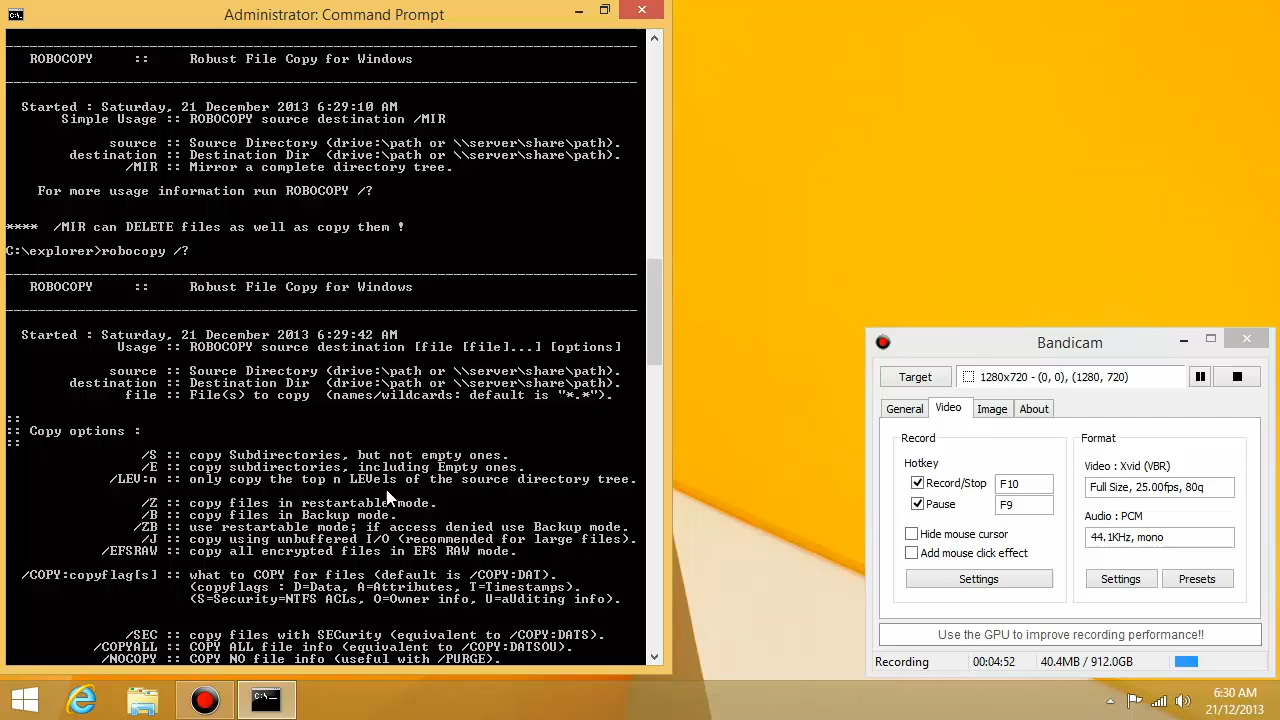 Administrator: Command Prompt
ROBOCOPY :: Robust File Copy for Windows
Started : Saturday, 21 December 2013 6:29:10 AM
Simple Usage :: ROBOCOPY source destination /MIR
source :: Source Directory (drive:\path or \\server\share\path).
destination :: Destination Dir (drive:\path or \\server\share\path).
/MIR :: Mirror a complete directory tree.
For more usage information run ROBOCOPY /?
**** /MIR can DELETE files as well as copy them !
C:\explorer>robocopy /?
ROBOCOPY :: Robust File Copy for Windows
Started : Saturday, 21 December 2013 6:29:42 AM
Usage :: ROBOCOPY source destination [file [file]...] [options]
source :: Source Directory (drive:\path or \\server\share\path).
destination :: Destination Dir (drive:\path or \\server\share\path).
file :: File(s) to copy (names/wildcards: default is "*.*").
::
:: Copy options :
::
/S :: copy Subdirectories, but not empty ones.
/E :: copy subdirectories, including Empty ones.
/LEV:n :: only copy the top n LEVels of the source directory tree.
/Z :: copy files in restartable mode.
/B :: copy files in Backup mode.
/ZB :: use restartable mode; if access denied use Backup mode.
/J :: copy using unbuffered I/O (recommended for large files).
/EFSRAW :: copy all encrypted files in EFS RAW mode.
/COPY:copyflag[s] :: what to COPY for files (default is /COPY:DAT).
(copyflags : D=Data, A=Attributes, T=Timestamps).
(S=Security=NTFS ACLs, O=Owner info, U=aUditing info).
/SEC :: copy files with SECurity (equivalent to /COPY:DATS).
/COPYALL :: COPY ALL file info (equivalent to /COPY:DATSOU).
/NOCOPY :: COPY NO file info (useful with /PURGE).
Bandicam
Target
1280x720 - (0, 0), (1280, 720)
General Video Image About
Record
Hotkey
Record/Stop F10
Pause F9
Hide mouse cursor
Add mouse click effect
Settings
Format
Video : Xvid (VBR)
Full Size, 25.00fps, 80q
Audio : PCM
44.1KHz, mono
Settings Presets
Use the GPU to improve recording performance!!
Recording 00:04:52 40.4MB / 912.0GB
6:30 AM
21/12/2013